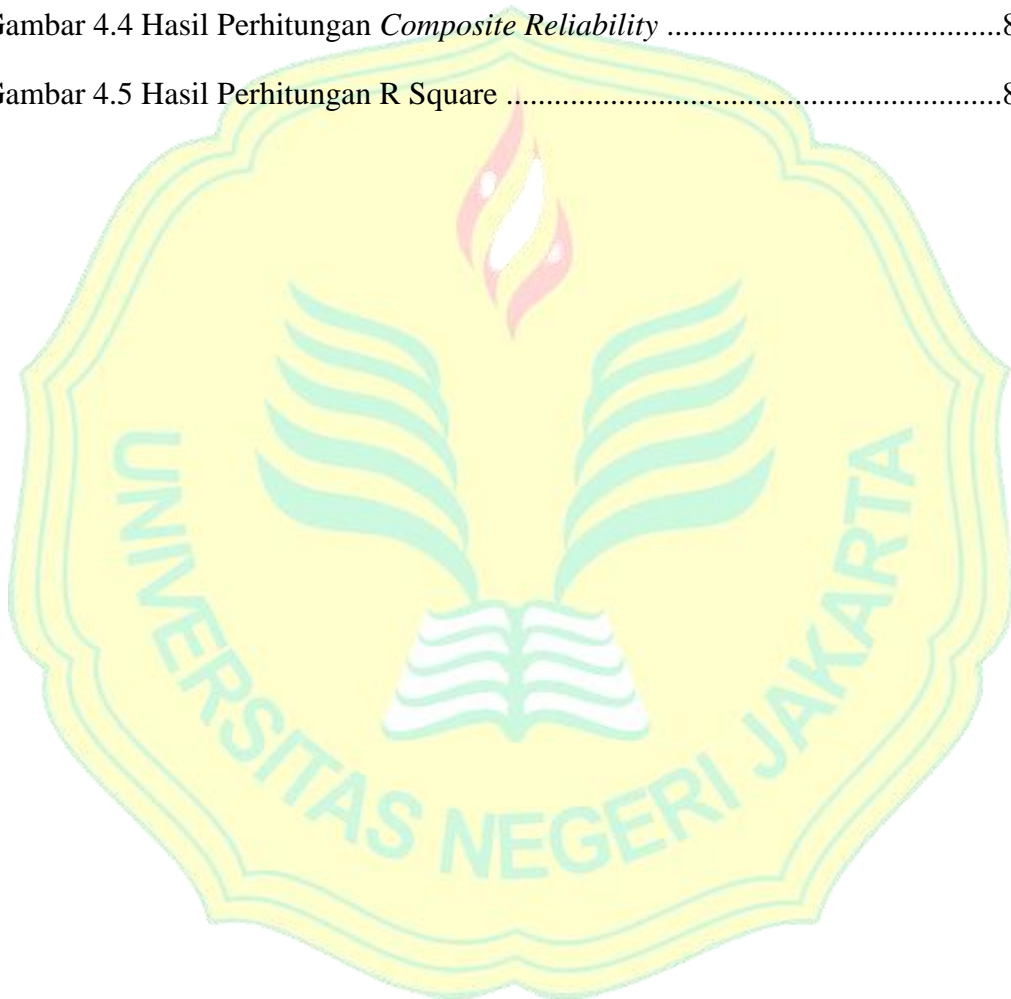 Gambar 4.4 Hasil Perhitungan Composite Reliability .........................................8
Gambar 4.5 Hasil Perhitungan R Square .............................................................8
UNIVERSITAS NEGERI JAKARTA